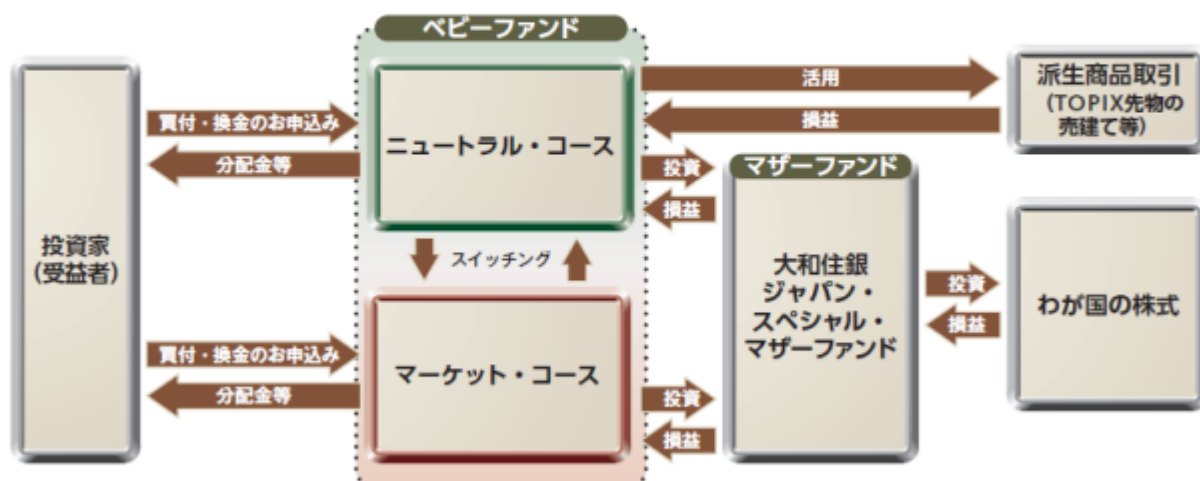 ベビーファンド
投資家
(受益者)
買付・換金のお申込み
分配金等
ニュートラル・コース
活用
損益
派生商品取引
(TOPIX先物の
売建て等)
投資
損益
スイッチング
マザーファンド
大和住銀
ジャパン・
スペシャル・
マザーファンド
投資
損益
わが国の株式
買付・換金のお申込み
分配金等
マーケット・コース
投資
損益